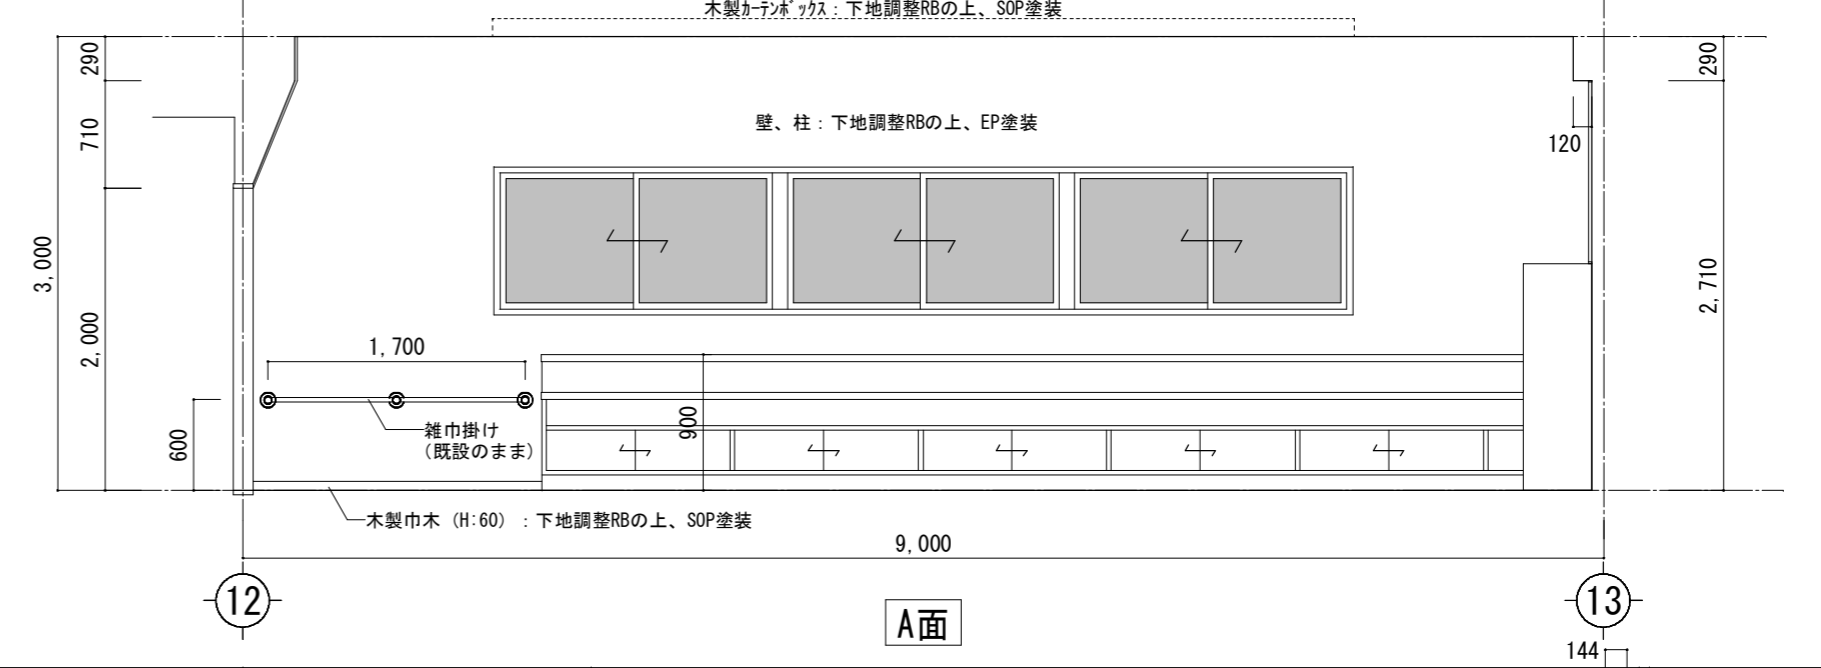 木製ｶｰﾃﾝﾎﾞｯｸｽ：下地調整RBの上、SOP塗装
290
290
710
壁、柱：下地調整RBの上、EP塗装
120
3,000
2,000
2,710
1,700
雑巾掛け
（既設のまま）
600
900
木製巾木（H:60）：下地調整RBの上、SOP塗装
9,000
12
13
A面
144